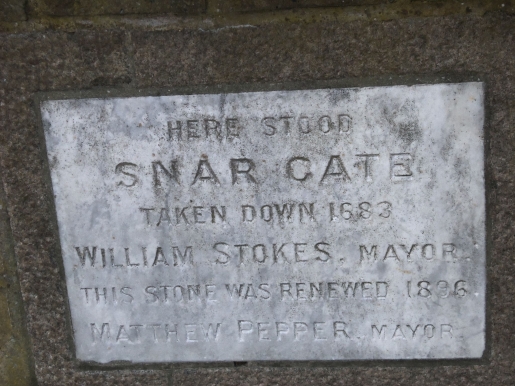 HERE STOOD
SNAR GATE
TAKEN DOWN 1683
WILLIAM STOKES. MAYOR.
THIS STONE WAS RENEWED 1896
MATTHEW PEPPER. MAYOR